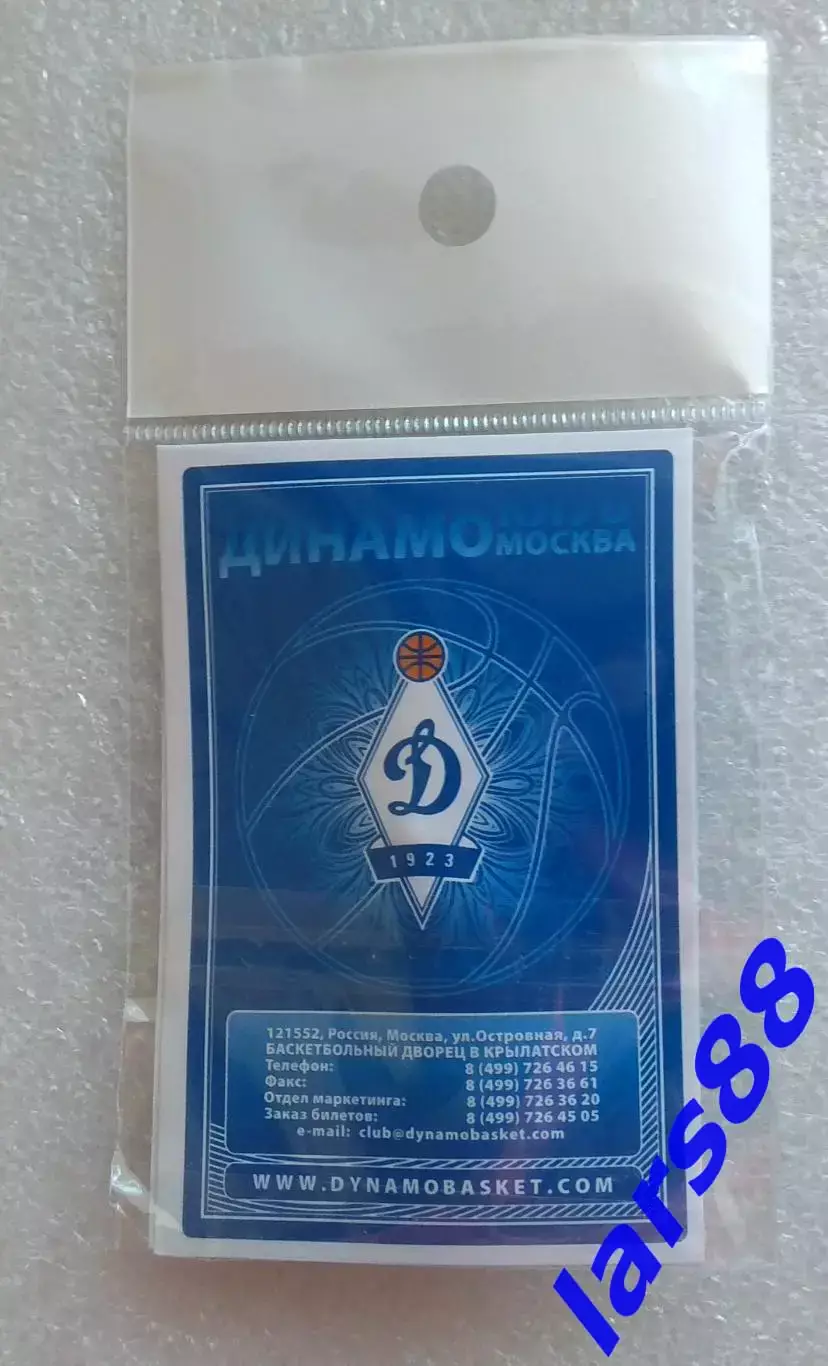 ДИНАМО
МОСКВА
Д
1923
121552, Россия, Москва, ул.Островная, д.7
БАСКЕТБОЛЬНЫЙ ДВОРЕЦ В КРЫЛАТСКОМ
Телефон: 8 (499) 726 46 15
Факс: 8 (499) 726 36 61
Отдел маркетинга: 8 (499) 726 36 20
Заказ билетов: 8 (499) 726 45 05
e-mail: club@dynamobasket.com
WWW.DYNAMOBASKET.COM
lars88